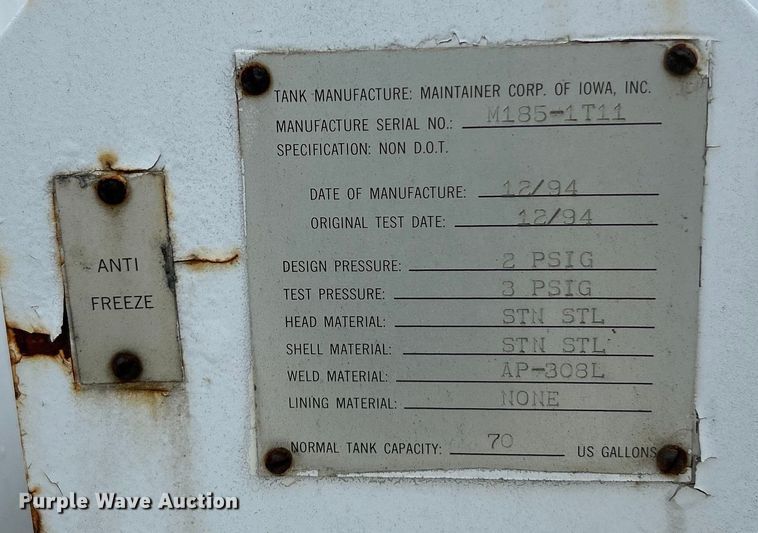 TANK MANUFACTURE: MAINTAINER CORP. OF IOWA, INC.
MANUFACTURE SERIAL NO.: M185-1T11
SPECIFICATION: NON D.O.T.
DATE OF MANUFACTURE: 12/94
ORIGINAL TEST DATE: 12/94
DESIGN PRESSURE: 2 PSIG
TEST PRESSURE: 3 PSIG
HEAD MATERIAL: STN STL
SHELL MATERIAL: STN STL
WELD MATERIAL: AP-308L
LINING MATERIAL: NONE
NORMAL TANK CAPACITY: 70 US GALLONS
ANTI
FREEZE
Purple Wave Auction